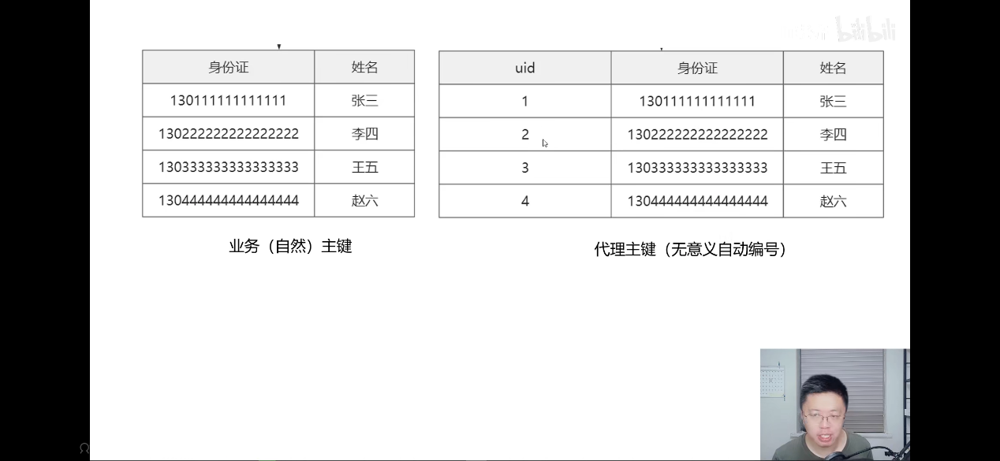 bilibili
身份证 姓名
130111111111111 张三
130222222222222222 李四
130333333333333333 王五
130444444444444444 赵六
业务（自然）主键
uid 身份证 姓名
1 130111111111111 张三
2 130222222222222222 李四
3 130333333333333333 王五
4 130444444444444444 赵六
代理主键（无意义自动编号）